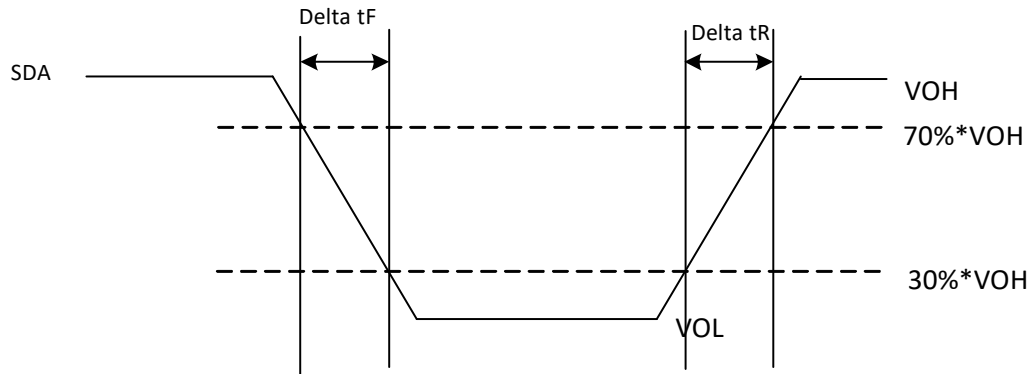 Delta tF
Delta tR
SDA
VOH
70%*VOH
30%*VOH
VOL